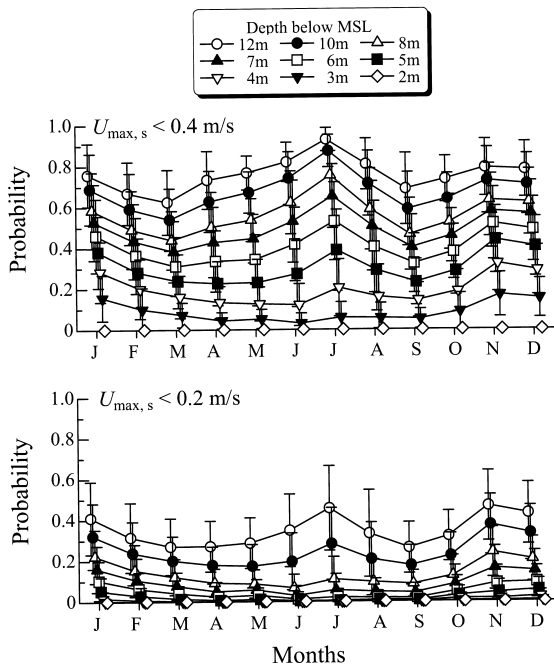 Depth below MSL
12m 10m 8m
7m 6m 5m
4m 3m 2m
U max, s < 0.4 m/s
Probability
1.0
0.8
0.6
0.4
0.2
0
J F M A M J J A S O N D
U max, s < 0.2 m/s
Probability
1.0
0.8
0.6
0.4
0.2
0
J F M A M J J A S O N D
Months